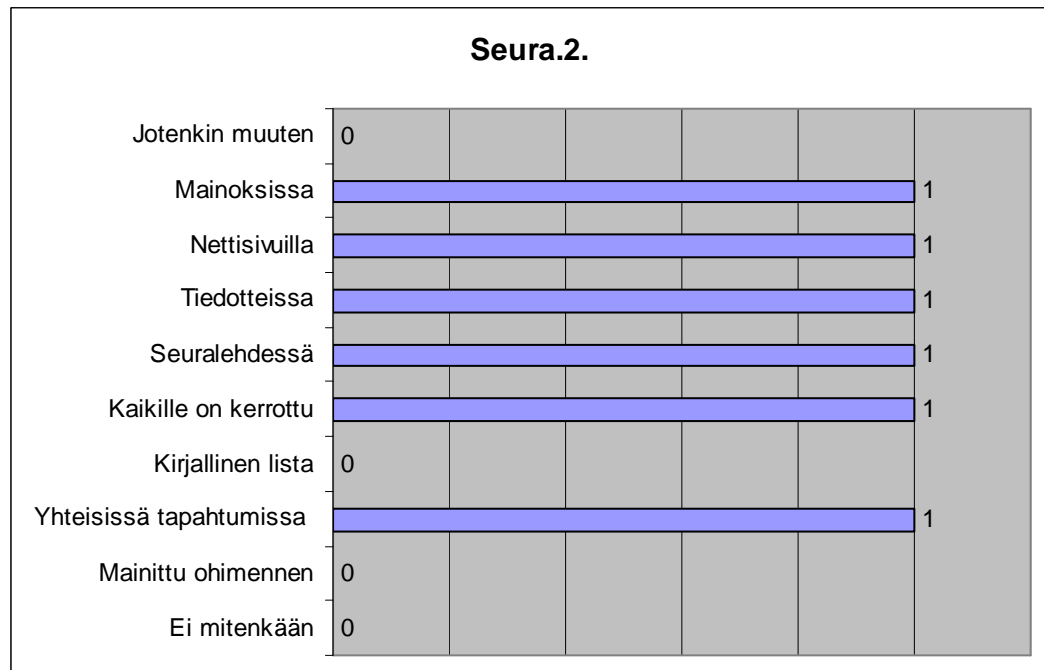 Seura.2.
Jotenkin muuten 0
Mainoksissa 1
Nettisivuilla 1
Tiedotteissa 1
Seuralehdessä 1
Kaikille on kerrottu 1
Kirjallinen lista 0
Yhteisissä tapahtumissa 1
Mainittu ohimennen 0
Ei mitenkään 0